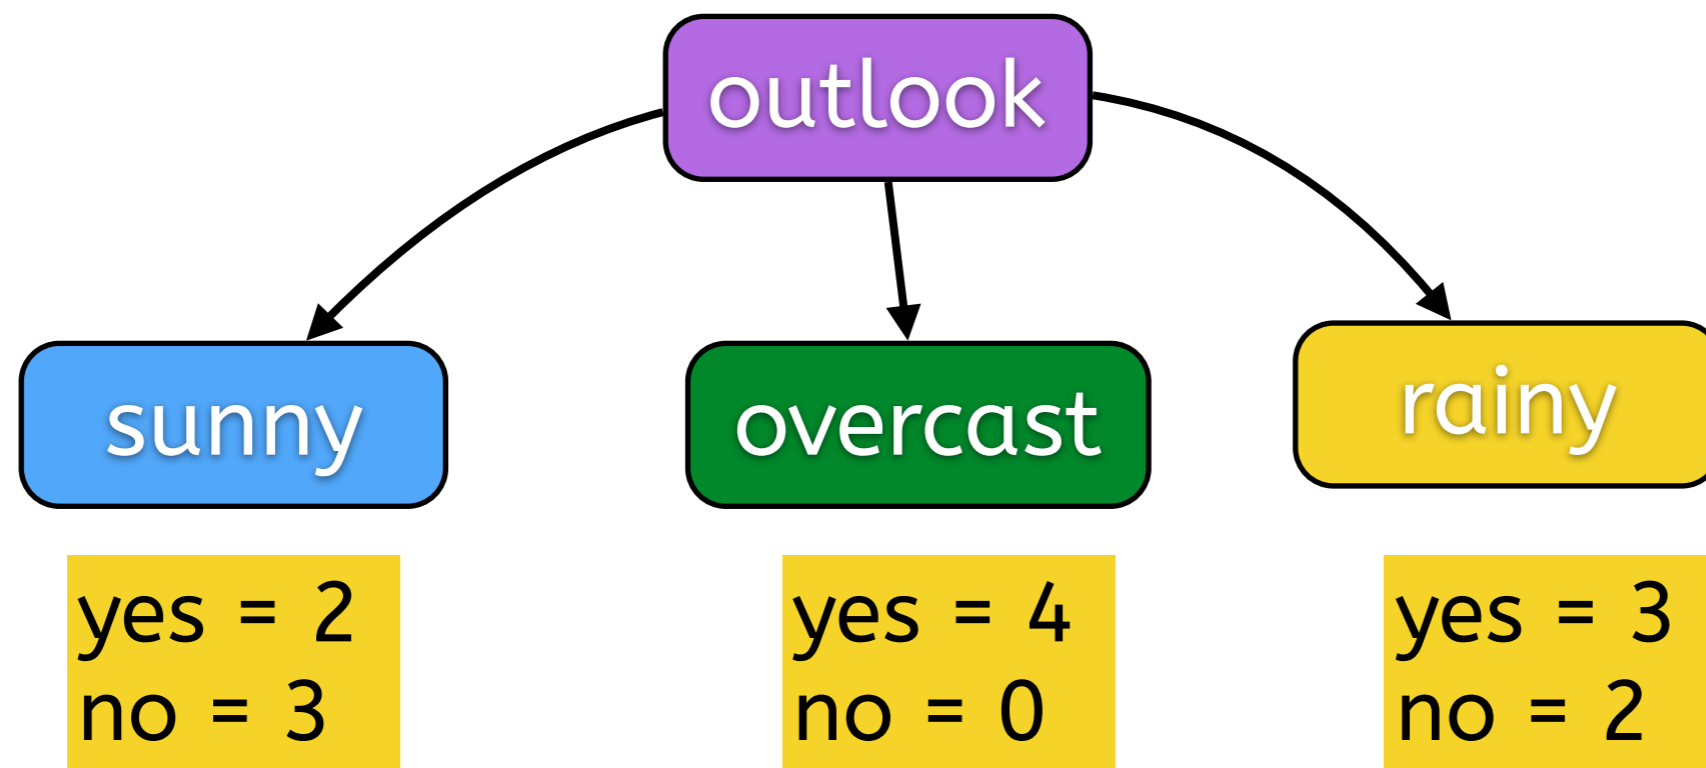 outlook
sunny
overcast
rainy
yes = 2
no = 3
yes = 4
no = 0
yes = 3
no = 2